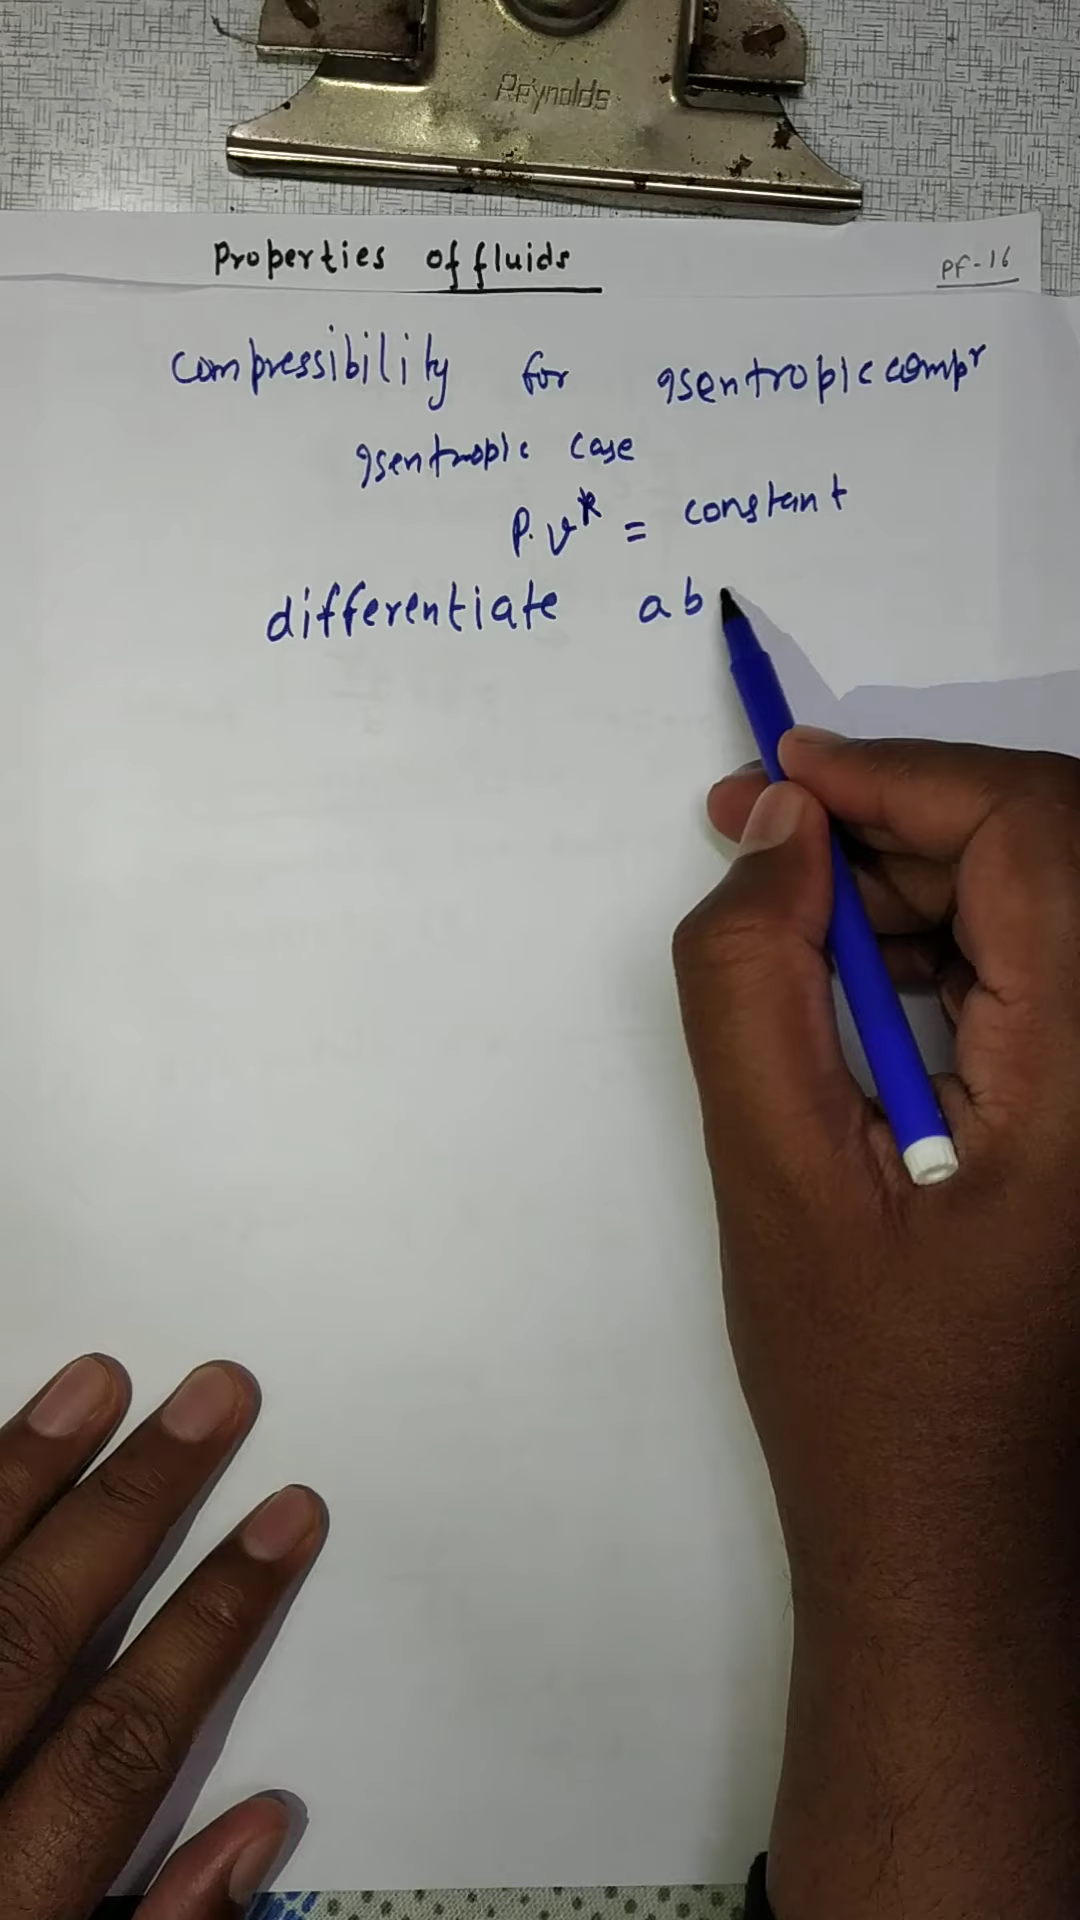 Reynolds
Properties of fluids
PF-16
compressibility for isentropic compr
isentropic case
P.v^k = constant
differentiate ab